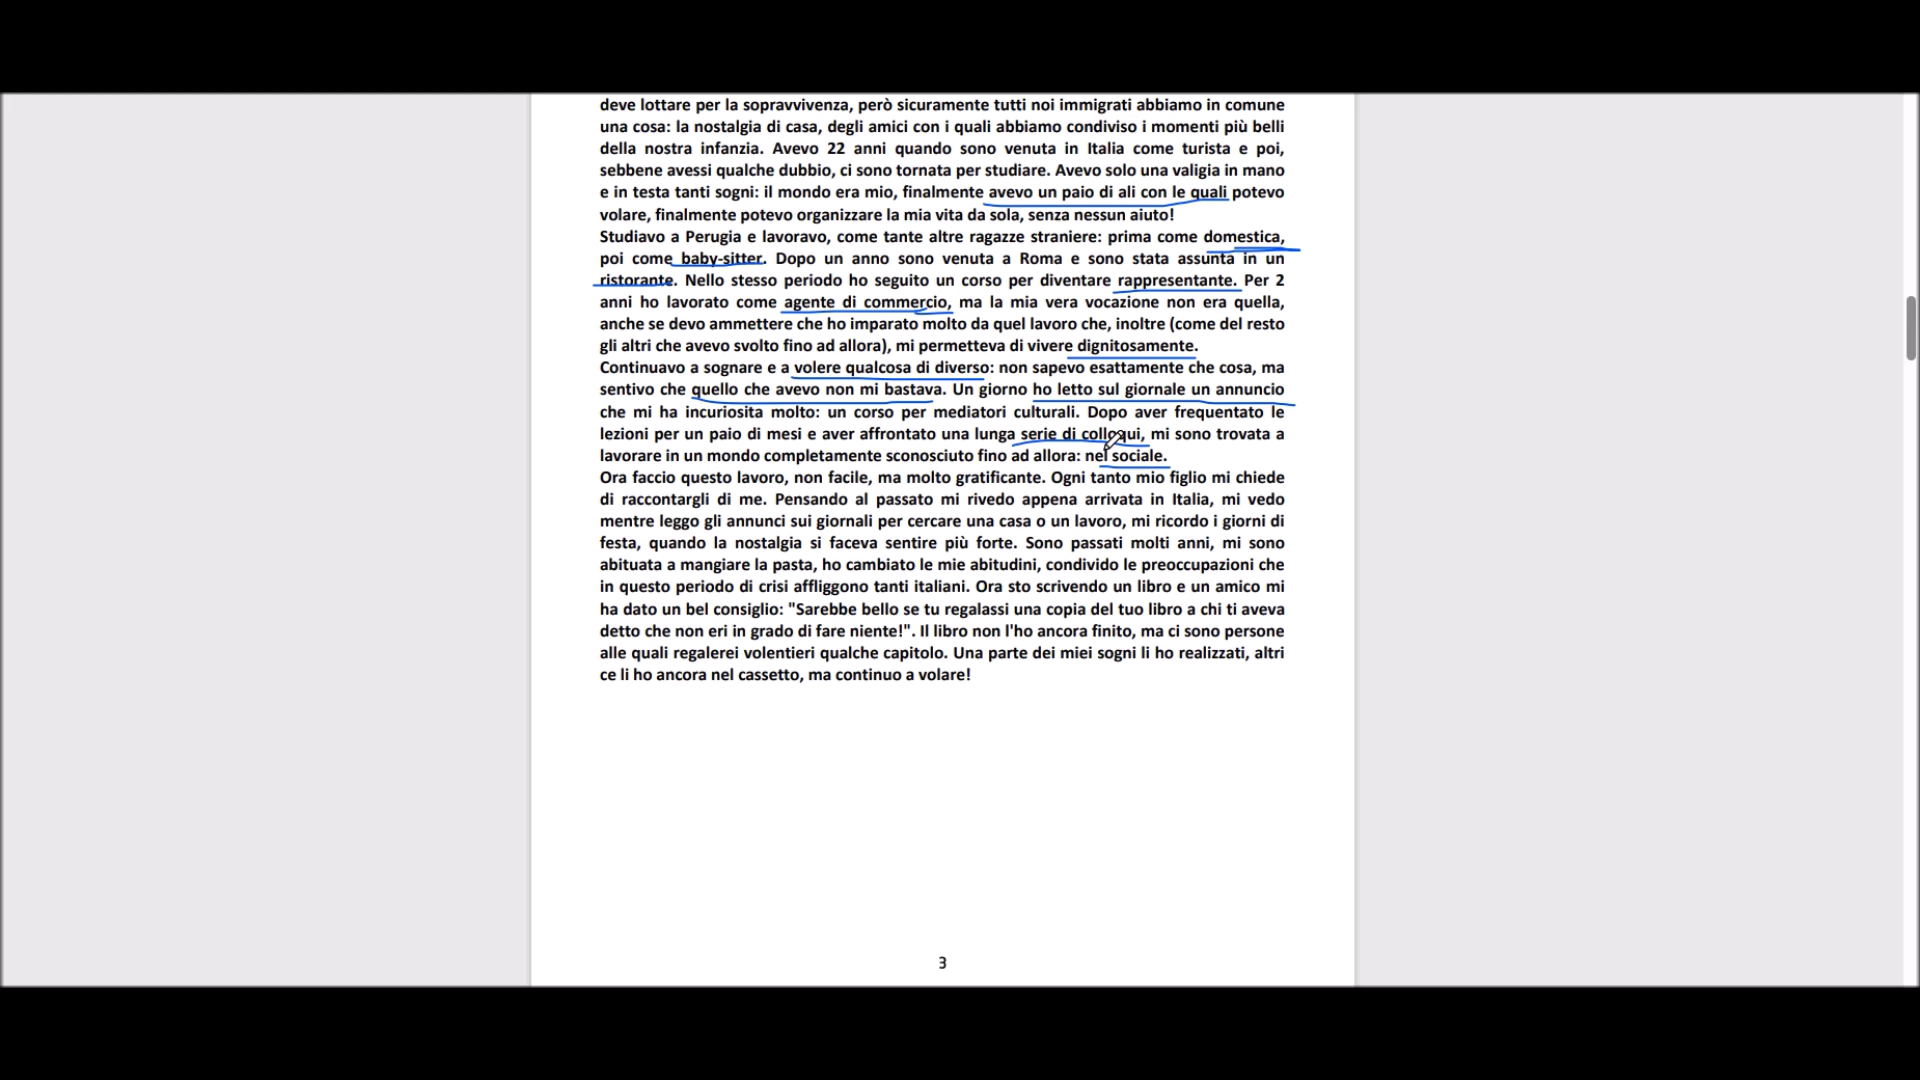 deve lottare per la sopravvivenza, però sicuramente tutti noi immigrati abbiamo in comune
una cosa: la nostalgia di casa, degli amici con i quali abbiamo condiviso i momenti più belli
della nostra infanzia. Avevo 22 anni quando sono venuta in Italia come turista e poi,
sebbene avessi qualche dubbio, ci sono tornata per studiare. Avevo solo una valigia in mano
e in testa tanti sogni: il mondo era mio, finalmente avevo un paio di ali con le quali potevo
volare, finalmente potevo organizzare la mia vita da sola, senza nessun aiuto!
Studiavo a Perugia e lavoravo, come tante altre ragazze straniere: prima come domestica,
poi come baby-sitter. Dopo un anno sono venuta a Roma e sono stata assunta in un
ristorante. Nello stesso periodo ho seguito un corso per diventare rappresentante. Per 2
anni ho lavorato come agente di commercio, ma la mia vera vocazione non era quella,
anche se devo ammettere che ho imparato molto da quel lavoro che, inoltre (come del resto
gli altri che avevo svolto fino ad allora), mi permetteva di vivere dignitosamente.
Continuavo a sognare e a volere qualcosa di diverso: non sapevo esattamente che cosa, ma
sentivo che quello che avevo non mi bastava. Un giorno ho letto sul giornale un annuncio
che mi ha incuriosita molto: un corso per mediatori culturali. Dopo aver frequentato le
lezioni per un paio di mesi e aver affrontato una lunga serie di colloqui, mi sono trovata a
lavorare in un mondo completamente sconosciuto fino ad allora: nel sociale.
Ora faccio questo lavoro, non facile, ma molto gratificante. Ogni tanto mio figlio mi chiede
di raccontargli di me. Pensando al passato mi rivedo appena arrivata in Italia, mi vedo
mentre leggo gli annunci sui giornali per cercare una casa o un lavoro, mi ricordo i giorni di
festa, quando la nostalgia si faceva sentire più forte. Sono passati molti anni, mi sono
abituata a mangiare la pasta, ho cambiato le mie abitudini, condivido le preoccupazioni che
in questo periodo di crisi affliggono tanti italiani. Ora sto scrivendo un libro e un amico mi
ha dato un bel consiglio: "Sarebbe bello se tu regalassi una copia del tuo libro a chi ti aveva
detto che non eri in grado di fare niente!". Il libro non l'ho ancora finito, ma ci sono persone
alle quali regalerei volentieri qualche capitolo. Una parte dei miei sogni li ho realizzati, altri
ce li ho ancora nel cassetto, ma continuo a volare!
3